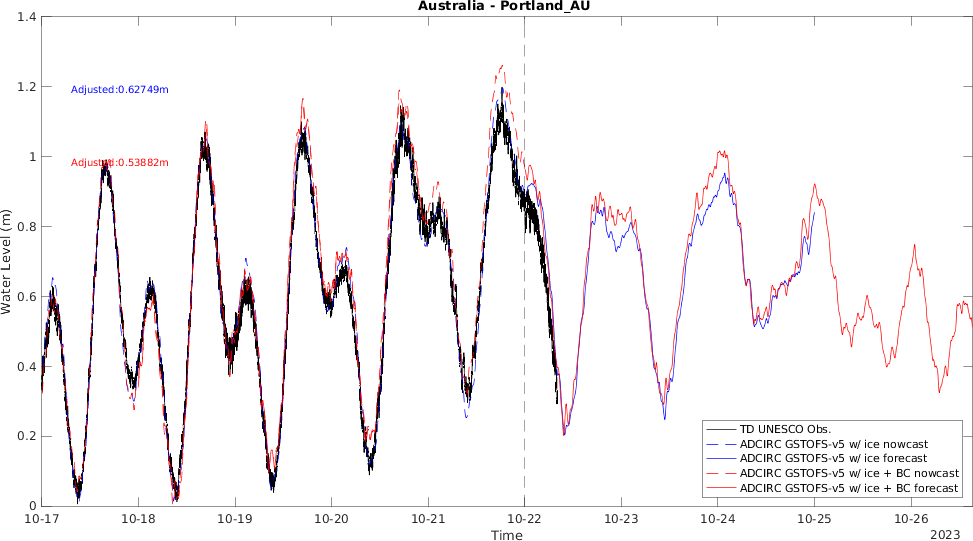 Australia - Portland_AU
1.4
1.2
1
0.8
0.6
0.4
0.2
0
Water Level (m)
Adjusted:0.62749m
Adjusted:0.53882m
TD UNESCO Obs.
ADCIRC GSTOFS-v5 w/ ice nowcast
ADCIRC GSTOFS-v5 w/ ice forecast
ADCIRC GSTOFS-v5 w/ ice + BC nowcast
ADCIRC GSTOFS-v5 w/ ice + BC forecast
10-17 10-18 10-19 10-20 10-21 10-22 10-23 10-24 10-25 10-26
Time
2023